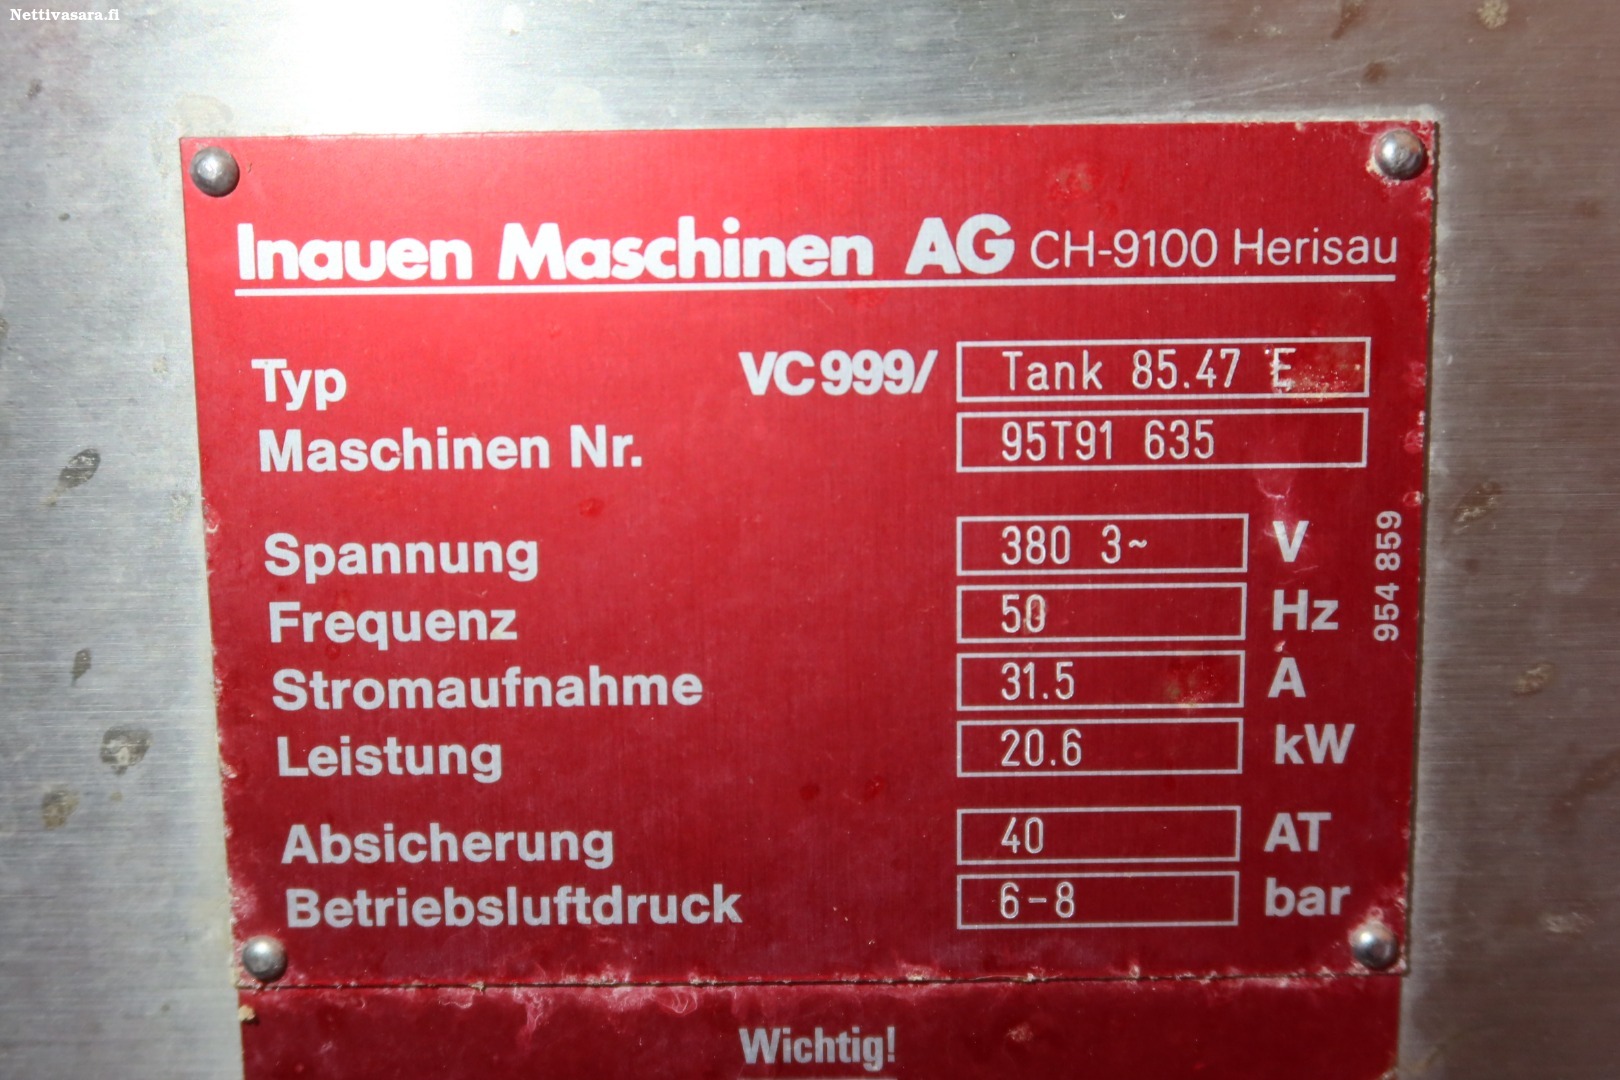 Nettivasara.fi
Inauen Maschinen AG CH-9100 Herisau
Typ VC999/ Tank 85.47 E
Maschinen Nr. 95T91 635
Spannung 380 3~ V
Frequenz 50 Hz
Stromaufnahme 31.5 A
Leistung 20.6 kW
Absicherung 40 AT
Betriebsluftdruck 6-8 bar
954 859
Wichtig!